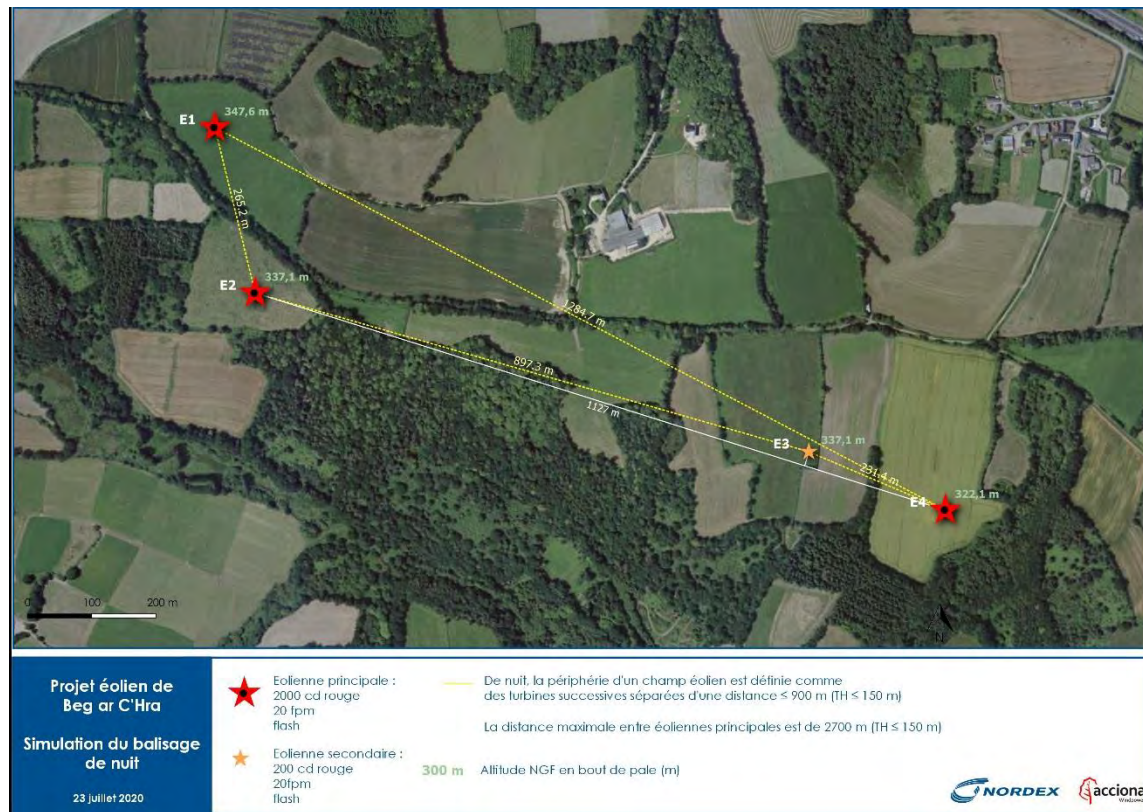 E1
347,6 m
265,2 m
E2
337,1 m
1284,7 m
897,3 m
1127 m
E3
337,1 m
231,4 m
E4
322,1 m
0 100 200 m
N
Projet éolien de
Beg ar C'Hra
Simulation du balisage
de nuit
23 juillet 2020
Eolienne principale :
2000 cd rouge
20 fpm
flash
Eolienne secondaire :
200 cd rouge
20fpm
flash
De nuit, la périphérie d'un champ éolien est définie comme
des turbines successives séparées d'une distance ≤ 900 m (TH ≤ 150 m)
La distance maximale entre éoliennes principales est de 2700 m (TH ≤ 150 m)
300 m Altitude NGF en bout de pale (m)
NORDEX
acciona
Windpower